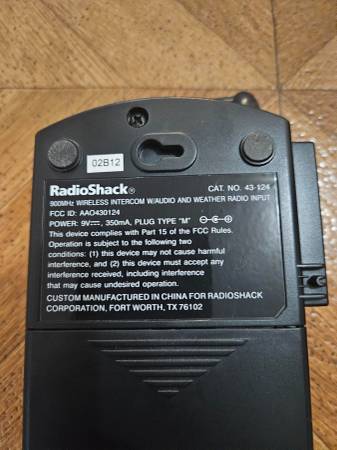 02B12
RadioShack® CAT. NO. 43-124
900MHz WIRELESS INTERCOM W/AUDIO AND WEATHER RADIO INPUT
FCC ID: AAO430124
POWER: 9V⎓, 350mA, PLUG TYPE "M"
This device complies with Part 15 of the FCC Rules.
Operation is subject to the following two
conditions: (1) this device may not cause harmful
interference, and (2) this device must accept any
interference received, including interference
that may cause undesired operation.
CUSTOM MANUFACTURED IN CHINA FOR RADIOSHACK
CORPORATION, FORT WORTH, TX 76102